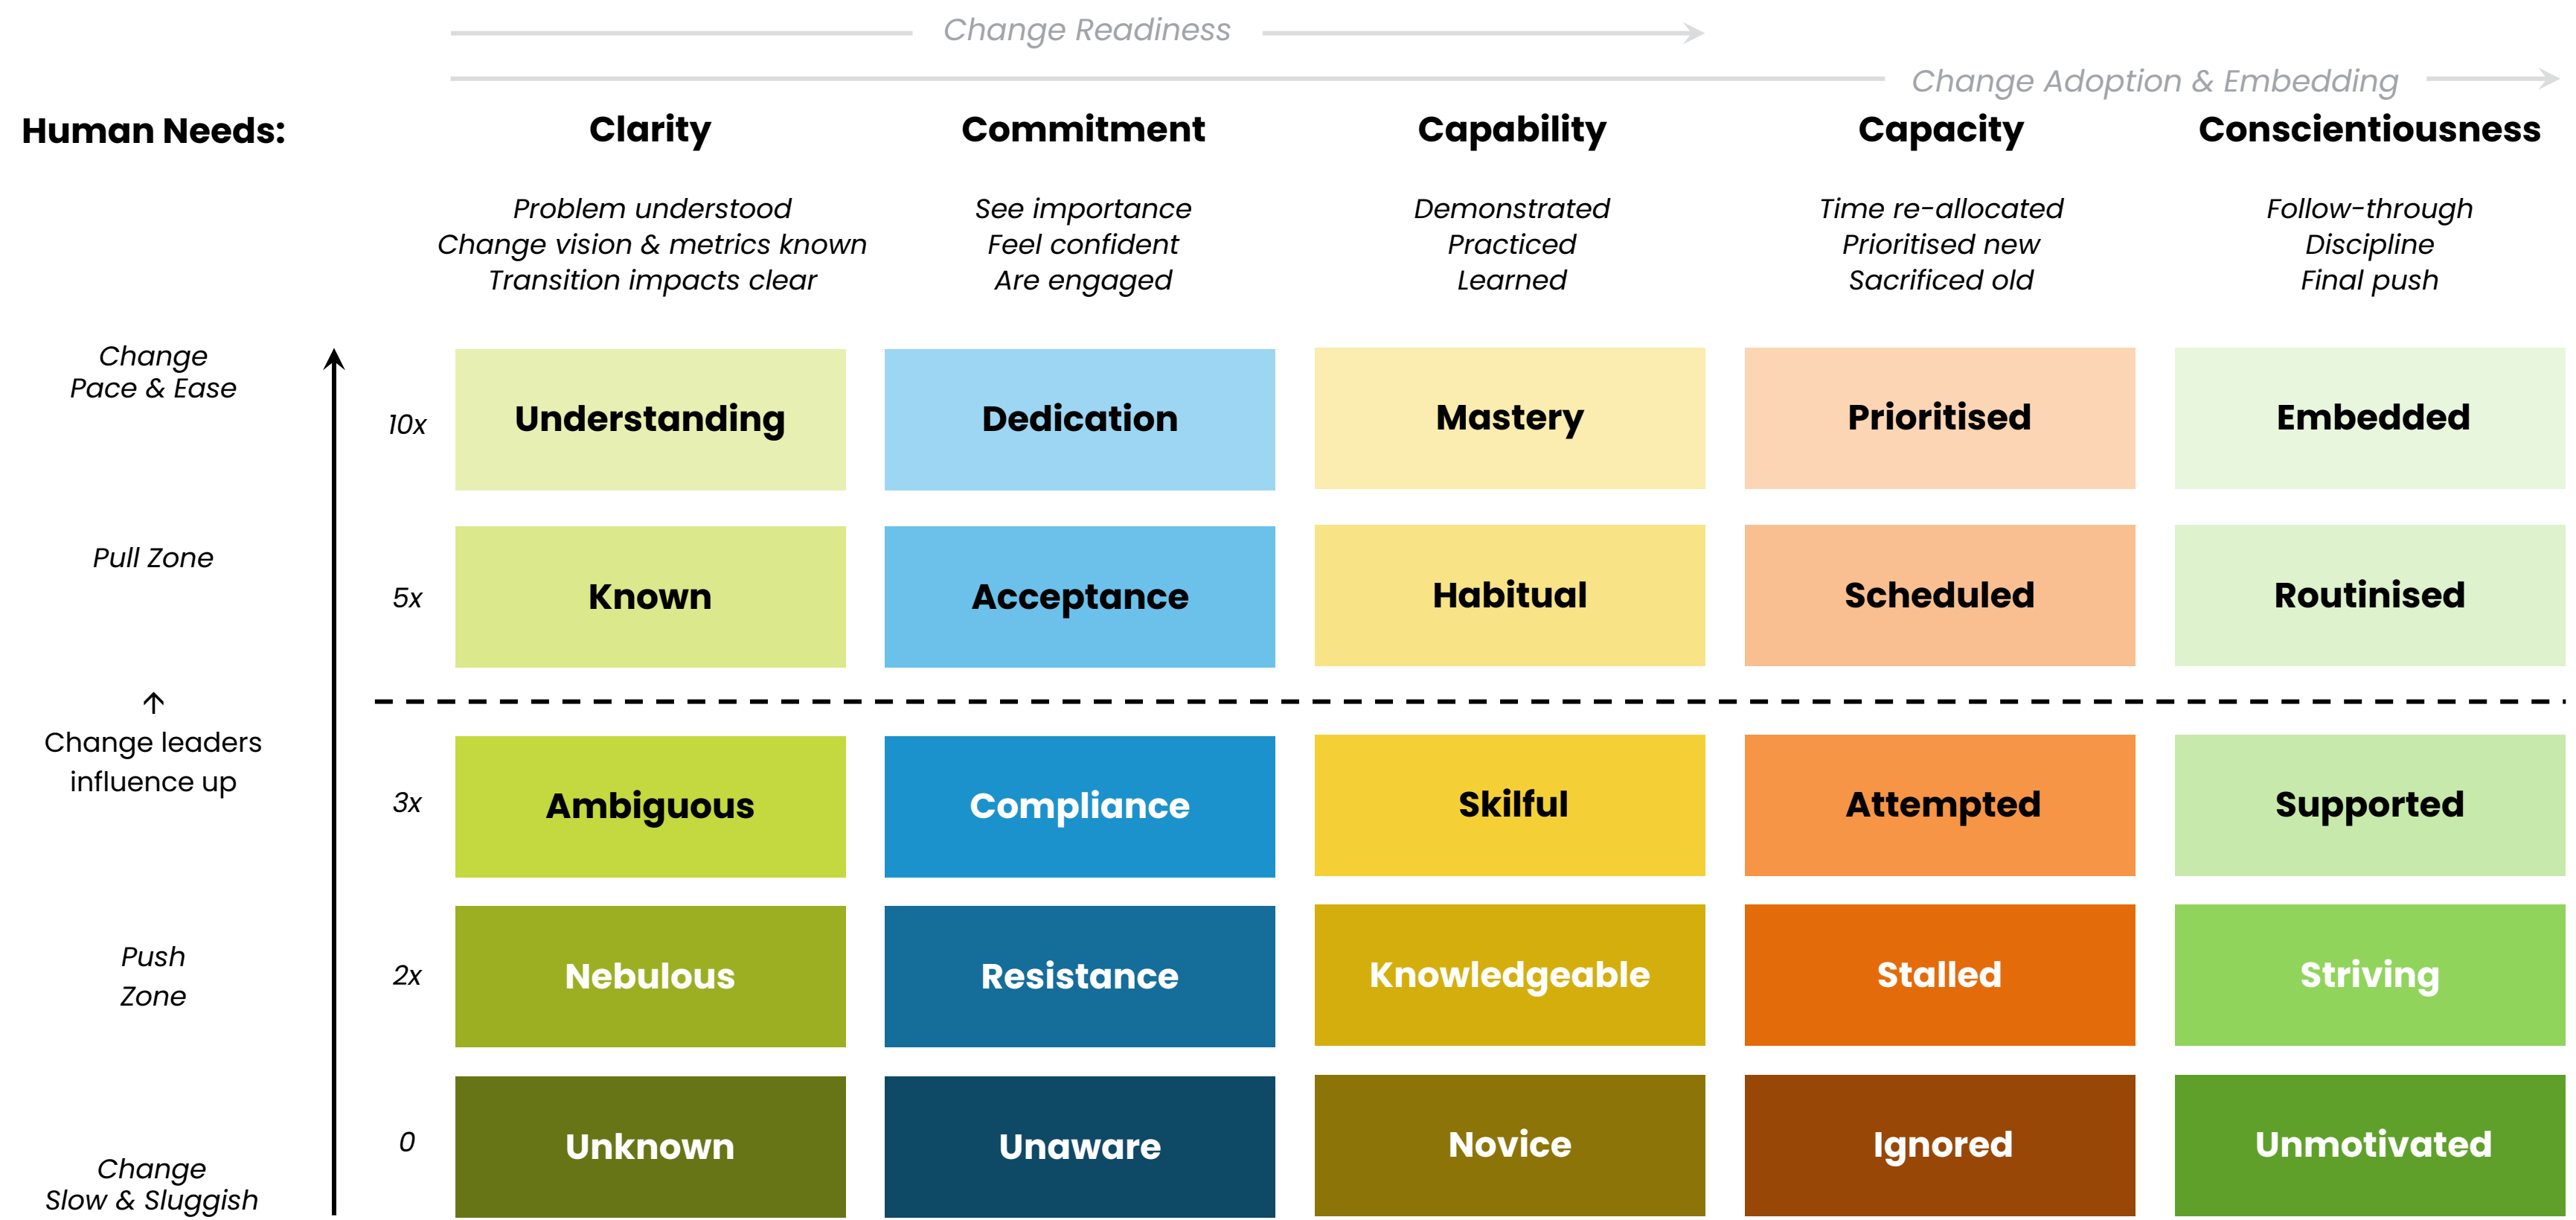 Change Readiness
Change Adoption & Embedding
Human Needs:
Clarity
Commitment
Capability
Capacity
Conscientiousness
Problem understood
Change vision & metrics known
Transition impacts clear
See importance
Feel confident
Are engaged
Demonstrated
Practiced
Learned
Time re-allocated
Prioritised new
Sacrificed old
Follow-through
Discipline
Final push
Change
Pace & Ease
10x
Understanding
Dedication
Mastery
Prioritised
Embedded
Pull Zone
5x
Known
Acceptance
Habitual
Scheduled
Routinised
↑
Change leaders
influence up
3x
Ambiguous
Compliance
Skilful
Attempted
Supported
Push
Zone
2x
Nebulous
Resistance
Knowledgeable
Stalled
Striving
Change
Slow & Sluggish
0
Unknown
Unaware
Novice
Ignored
Unmotivated